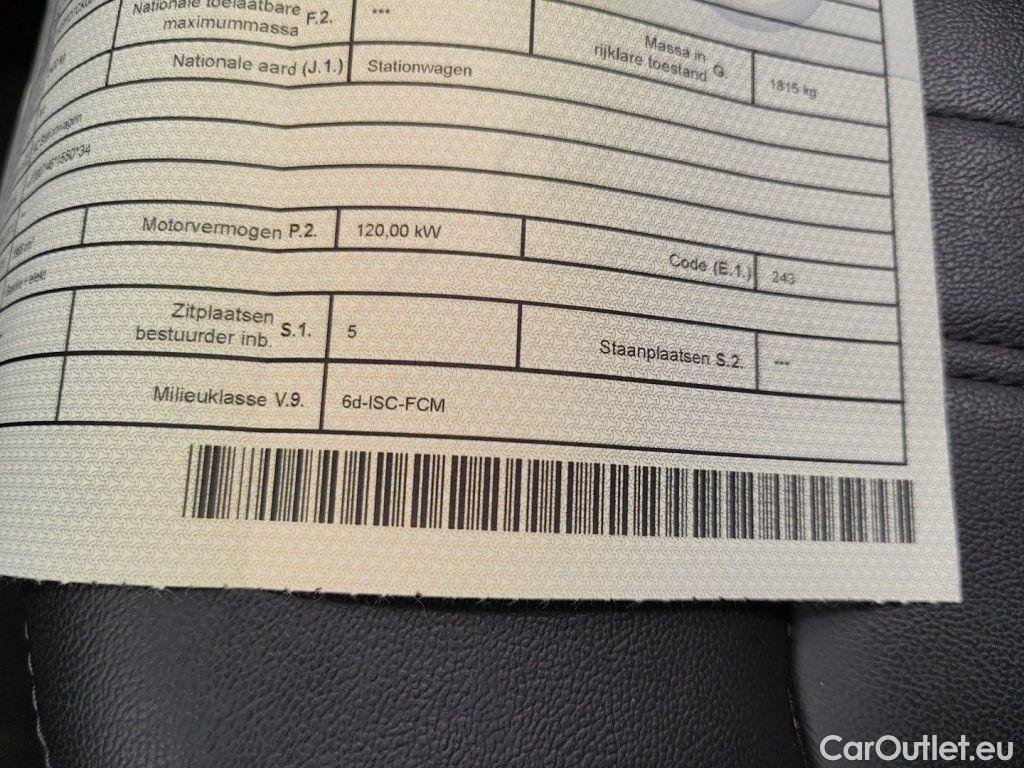 Nationale toelaatbare
maximummassa F.2.
***
Massa in
rijklare toestand G.
1815 kg
Nationale aard (J.1.)
Stationwagen
Motorvermogen P.2.
120,00 kW
Code (E.1.)
243
Zitplaatsen
bestuurder inb. S.1.
5
Staanplaatsen S.2.
---
Milieuklasse V.9.
6d-ISC-FCM
CarOutlet.eu